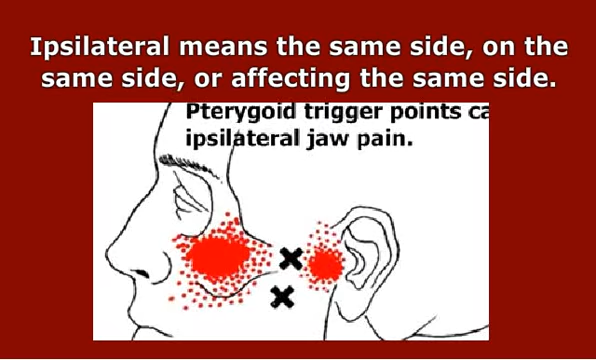 Ipsilateral means the same side, on the
same side, or affecting the same side.
Pterygoid trigger points ca
ipsilateral jaw pain.